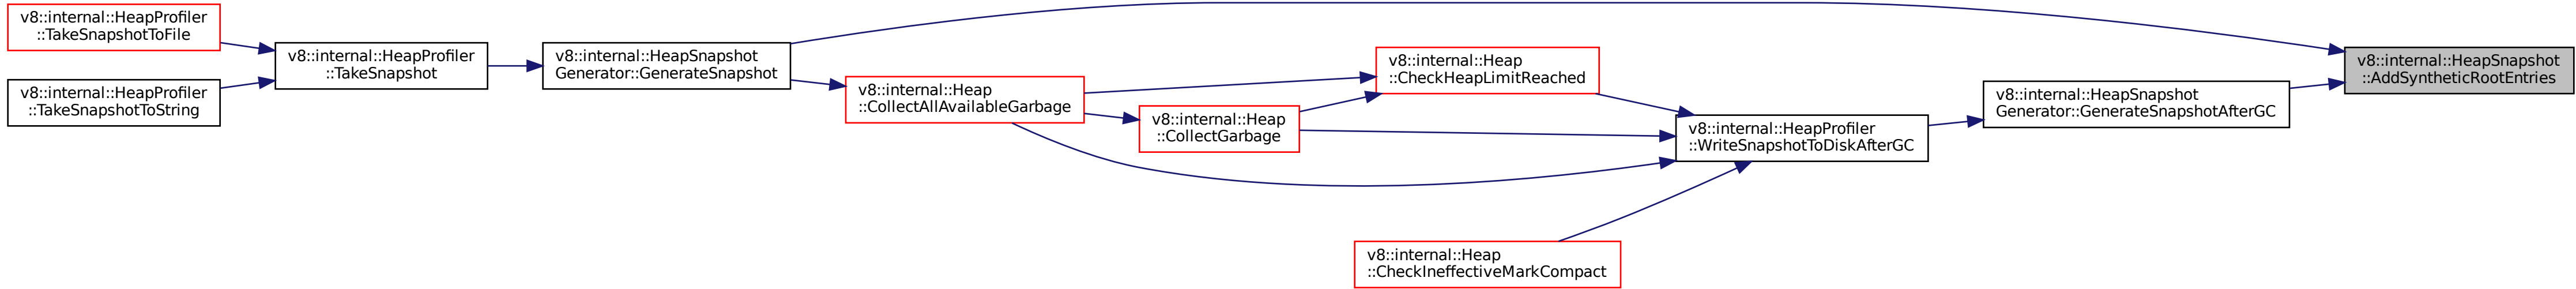 v8::internal::HeapProfiler
::TakeSnapshotToFile
v8::internal::HeapProfiler
::TakeSnapshotToString
v8::internal::HeapProfiler
::TakeSnapshot
v8::internal::HeapSnapshot
Generator::GenerateSnapshot
v8::internal::Heap
::CollectAllAvailableGarbage
v8::internal::Heap
::CollectGarbage
v8::internal::Heap
::CheckHeapLimitReached
v8::internal::Heap
::CheckIneffectiveMarkCompact
v8::internal::HeapProfiler
::WriteSnapshotToDiskAfterGC
v8::internal::HeapSnapshot
Generator::GenerateSnapshotAfterGC
v8::internal::HeapSnapshot
::AddSyntheticRootEntries